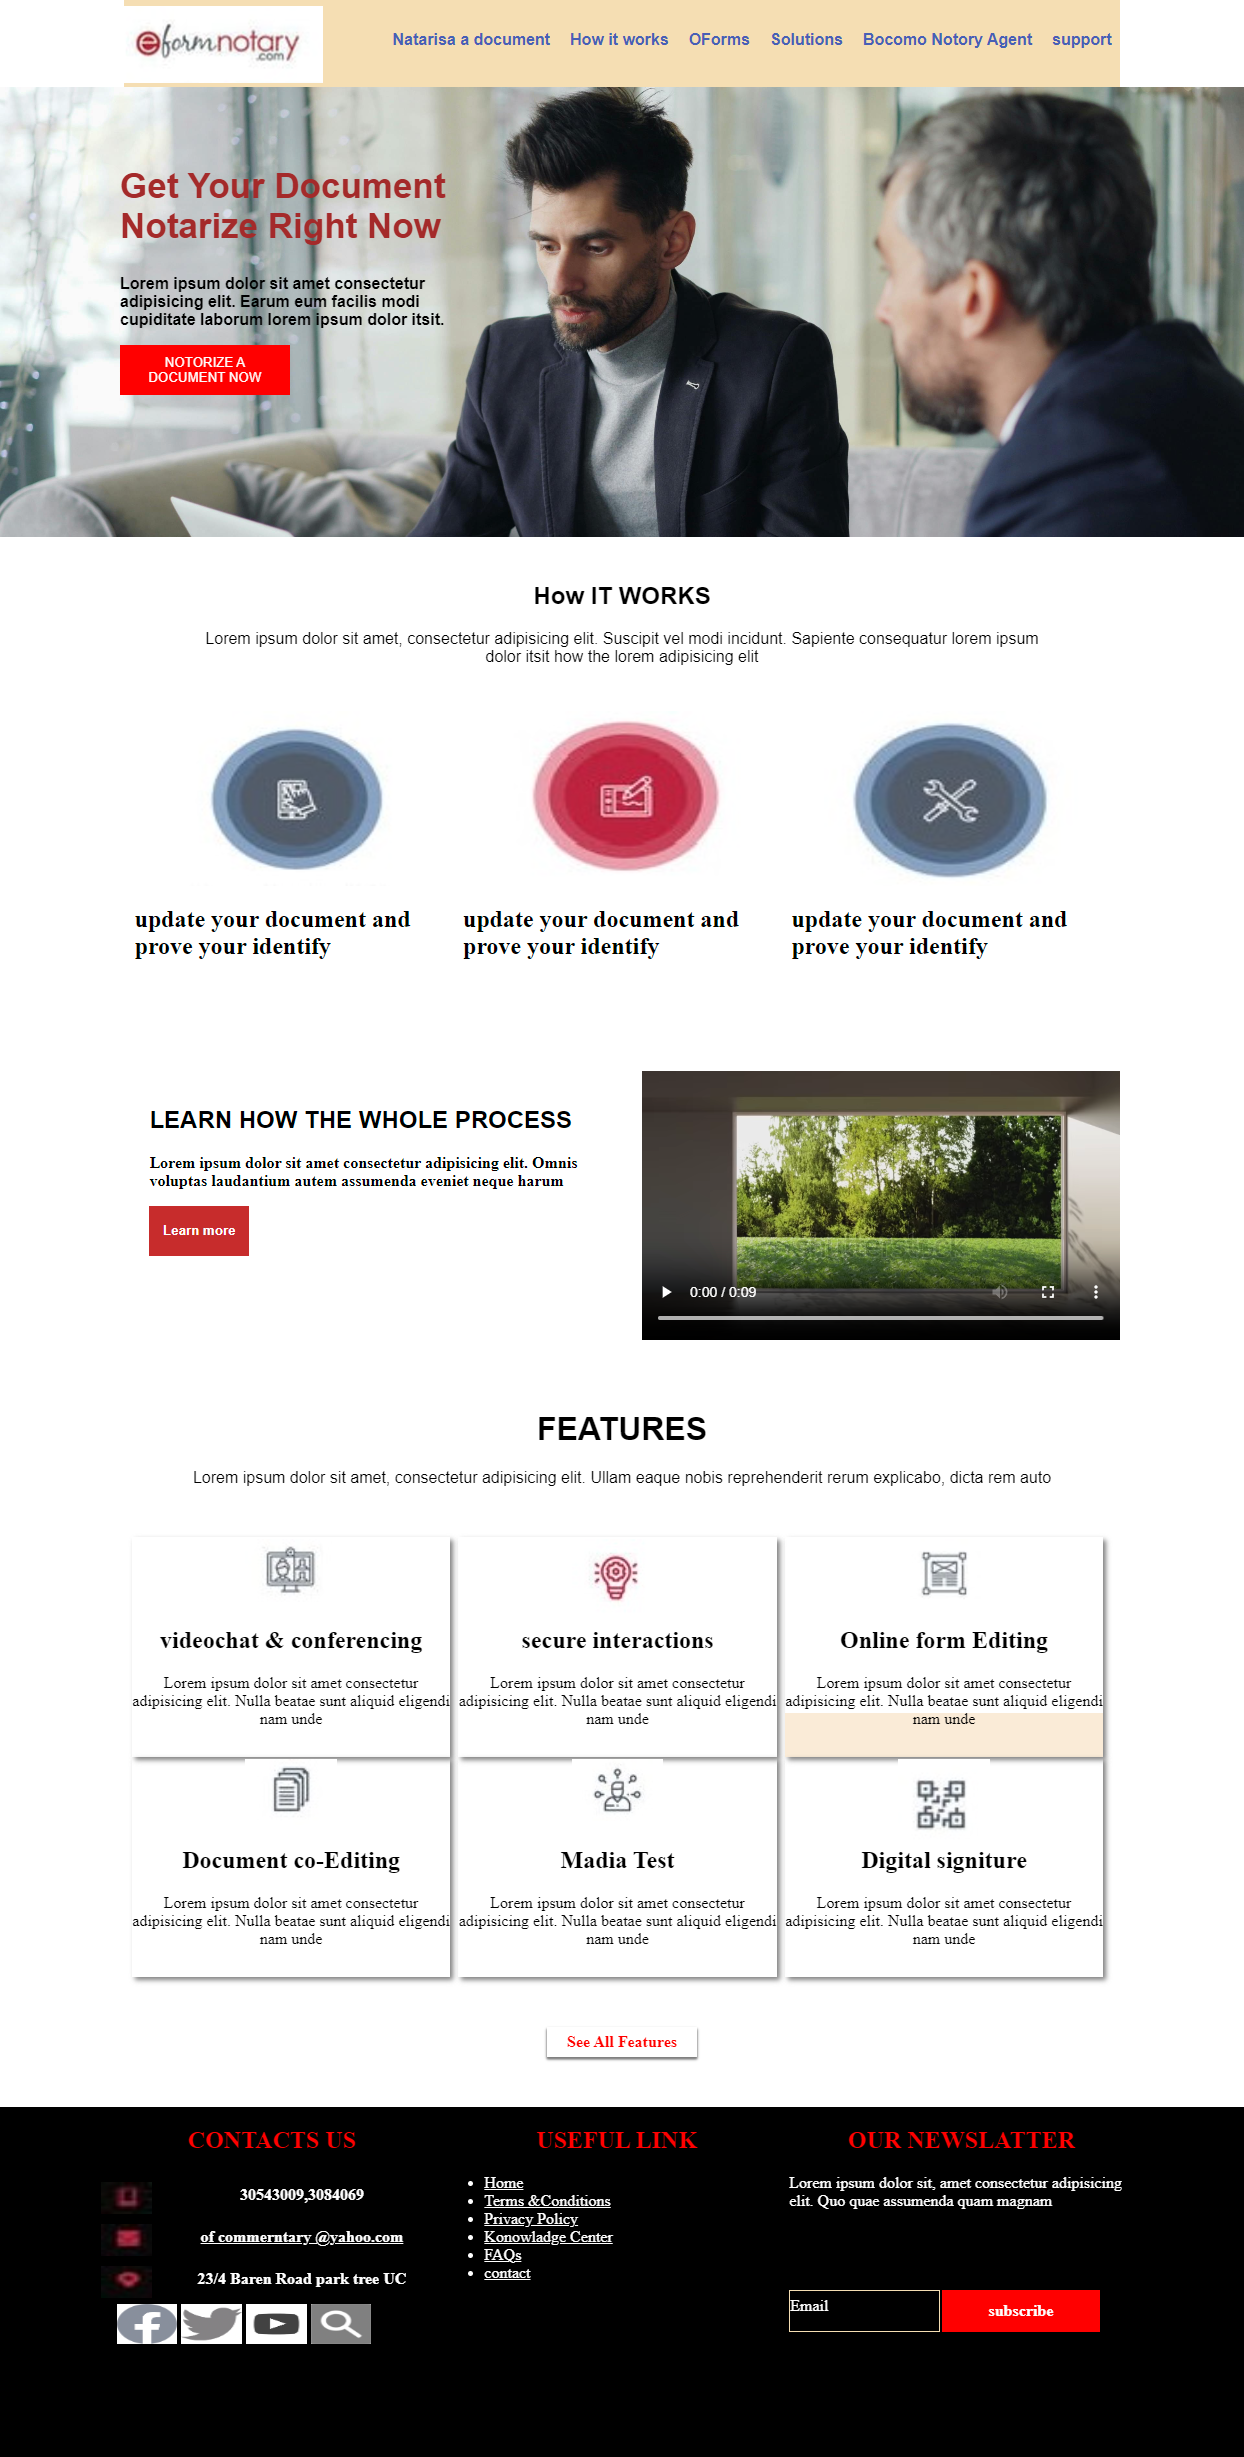 eformnotary
.com
Natarisa a document How it works OForms Solutions Bocomo Notory Agent support
Get Your Document
Notarize Right Now
Lorem ipsum dolor sit amet consectetur
adipisicing elit. Earum eum facilis modi
cupiditate laborum lorem ipsum dolor itsit.
NOTORIZE A
DOCUMENT NOW
How IT WORKS
Lorem ipsum dolor sit amet, consectetur adipisicing elit. Suscipit vel modi incidunt. Sapiente consequatur lorem ipsum
dolor itsit how the lorem adipisicing elit
update your document and
prove your identify
update your document and
prove your identify
update your document and
prove your identify
LEARN HOW THE WHOLE PROCESS
Lorem ipsum dolor sit amet consectetur adipisicing elit. Omnis
voluptas laudantium autem assumenda eveniet neque harum
Learn more
shutterstock
0:00 / 0:09
FEATURES
Lorem ipsum dolor sit amet, consectetur adipisicing elit. Ullam eaque nobis reprehenderit rerum explicabo, dicta rem auto
videochat & conferencing
Lorem ipsum dolor sit amet consectetur
adipisicing elit. Nulla beatae sunt aliquid eligendi
nam unde
secure interactions
Lorem ipsum dolor sit amet consectetur
adipisicing elit. Nulla beatae sunt aliquid eligendi
nam unde
Online form Editing
Lorem ipsum dolor sit amet consectetur
adipisicing elit. Nulla beatae sunt aliquid eligendi
nam unde
Document co-Editing
Lorem ipsum dolor sit amet consectetur
adipisicing elit. Nulla beatae sunt aliquid eligendi
nam unde
Madia Test
Lorem ipsum dolor sit amet consectetur
adipisicing elit. Nulla beatae sunt aliquid eligendi
nam unde
Digital signiture
Lorem ipsum dolor sit amet consectetur
adipisicing elit. Nulla beatae sunt aliquid eligendi
nam unde
See All Features
CONTACTS US
30543009,3084069
of commerntary @yahoo.com
23/4 Baren Road park tree UC
USEFUL LINK
Home
Terms &Conditions
Privacy Policy
Konowladge Center
FAQs
contact
OUR NEWSLATTER
Lorem ipsum dolor sit, amet consectetur adipisicing
elit. Quo quae assumenda quam magnam
Email
subscribe